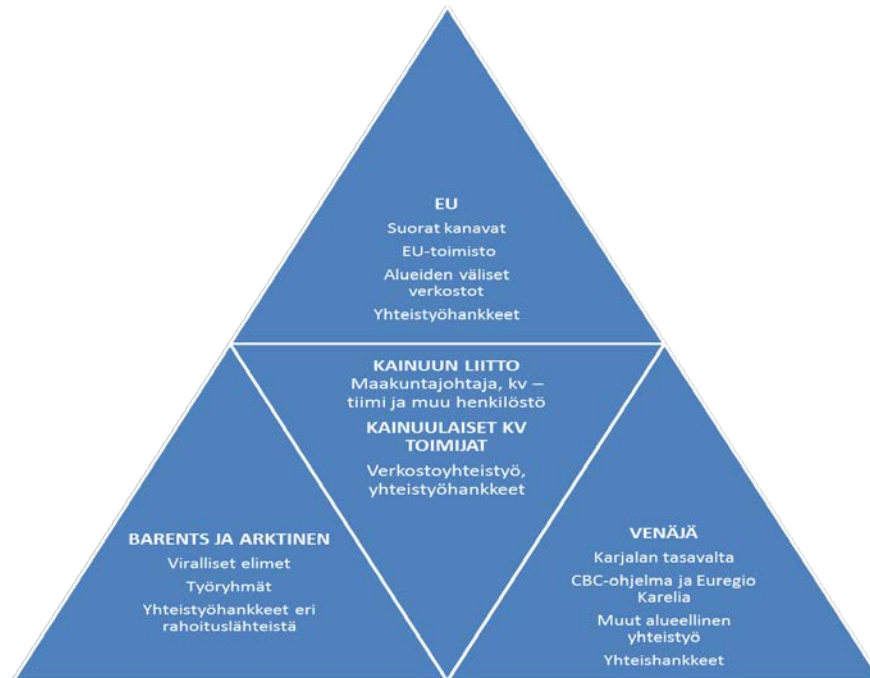 EU
Suorat kanavat
EU-toimisto
Alueiden väliset
verkostot
Yhteistyöhankkeet
KAINUUN LIITTO
Maakuntajohtaja, kv –
tiimi ja muu henkilöstö
KAINUULAISET KV
TOIMIJAT
Verkostoyhteistyö,
yhteistyöhankkeet
BARENTS JA ARKTINEN
Viralliset elimet
Työryhmät
Yhteistyöhankkeet eri
rahoituslähteistä
VENÄJÄ
Karjalan tasavalta
CBC-ohjelma ja Euregio
Karelia
Muut alueellinen
yhteistyö
Yhteishankkeet